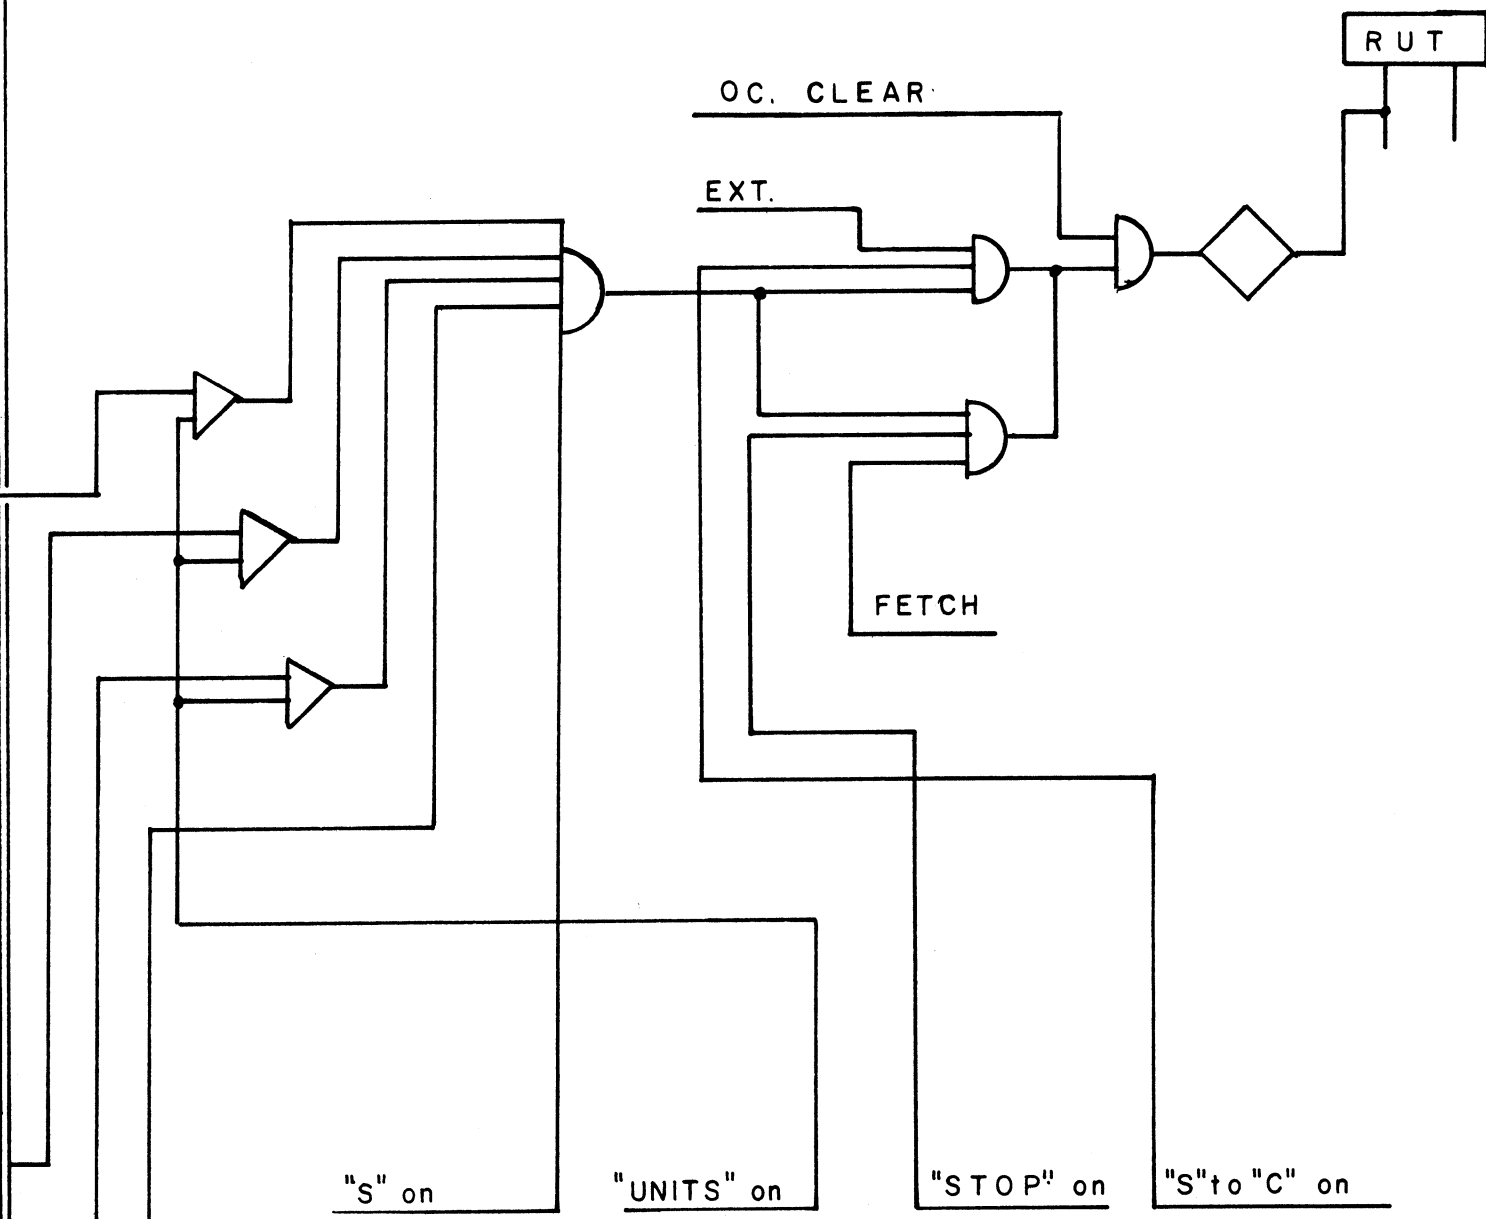 RUT
OC. CLEAR
EXT.
FETCH
"S" on
"UNITS" on
"STOP" on
"S" to "C" on